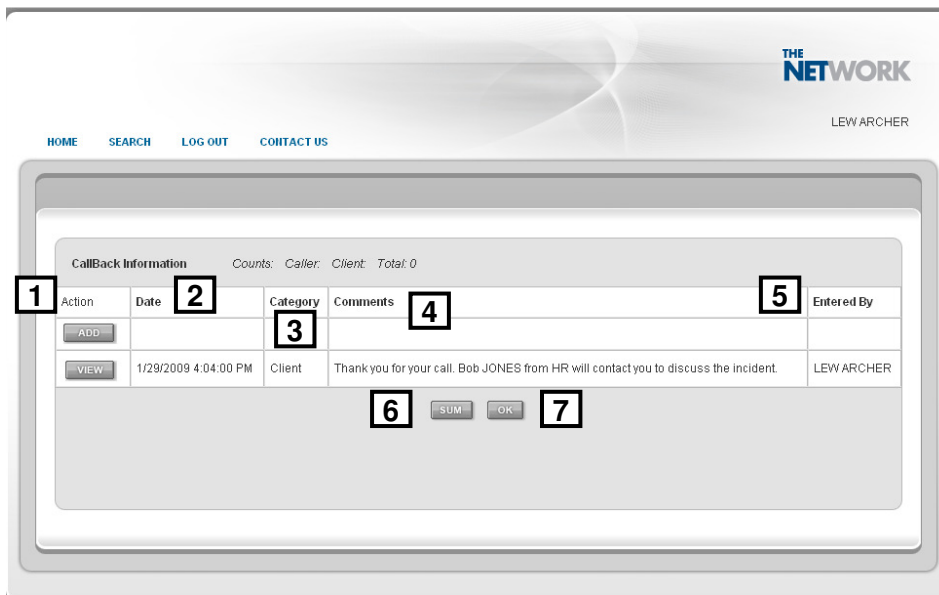 THE
NETWORK
LEW ARCHER
HOME SEARCH LOG OUT CONTACT US
CallBack Information Counts: Caller: Client: Total: 0
1 Action Date 2 Category Comments 4 5 Entered By
ADD 3
VIEW 1/29/2009 4:04:00 PM Client Thank you for your call. Bob JONES from HR will contact you to discuss the incident. LEW ARCHER
6 SUM OK 7